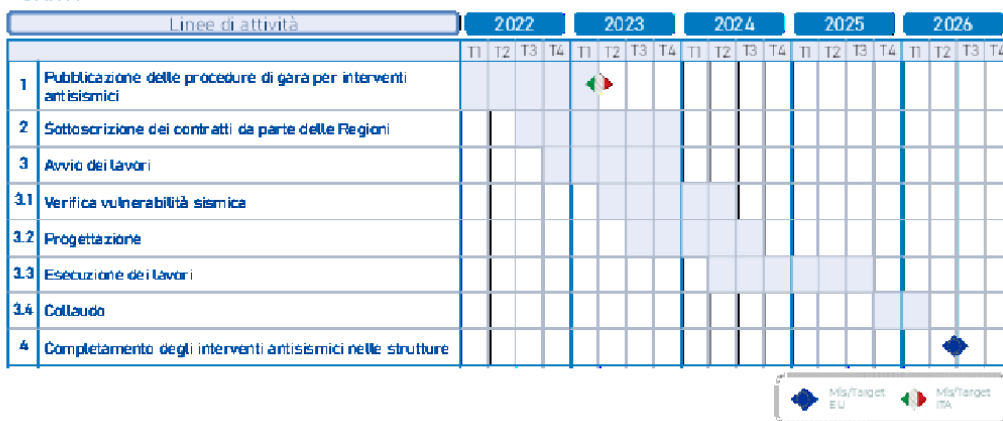 Linee di attività 2022 2023 2024 2025 2026
T1 T2 T3 T4 T1 T2 T3 T4 T1 T2 T3 T4 T1 T2 T3 T4 T1 T2 T3 T4
1 Pubblicazione delle procedure di gara per interventi
antisismici
2 Sottoscrizione dei contratti da parte delle Regioni
3 Avvio dei lavori
3.1 Verifica vulnerabilità sismica
3.2 Progettazione
3.3 Esecuzione dei lavori
3.4 Collaudo
4 Completamento degli interventi antisismici nelle strutture
Mls/Target Mls/Target
EU ITA